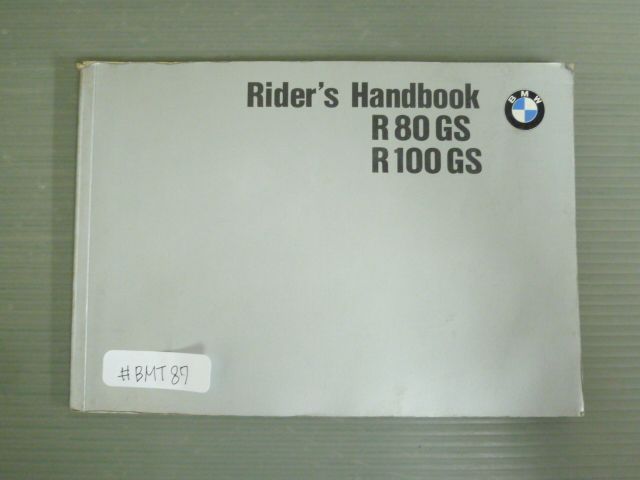 Rider's Handbook
R 80 GS
R 100 GS
BMW
#BMT87